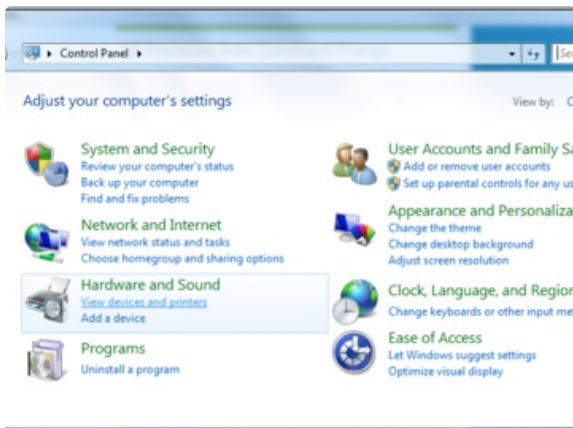 Control Panel
Adjust your computer's settings
View by:
System and Security
Review your computer's status
Back up your computer
Find and fix problems
Network and Internet
View network status and tasks
Choose homegroup and sharing options
Hardware and Sound
View devices and printers
Add a device
Programs
Uninstall a program
User Accounts and Family Sa
Add or remove user accounts
Set up parental controls for any us
Appearance and Personaliza
Change the theme
Change desktop background
Adjust screen resolution
Clock, Language, and Region
Change keyboards or other input met
Ease of Access
Let Windows suggest settings
Optimize visual display